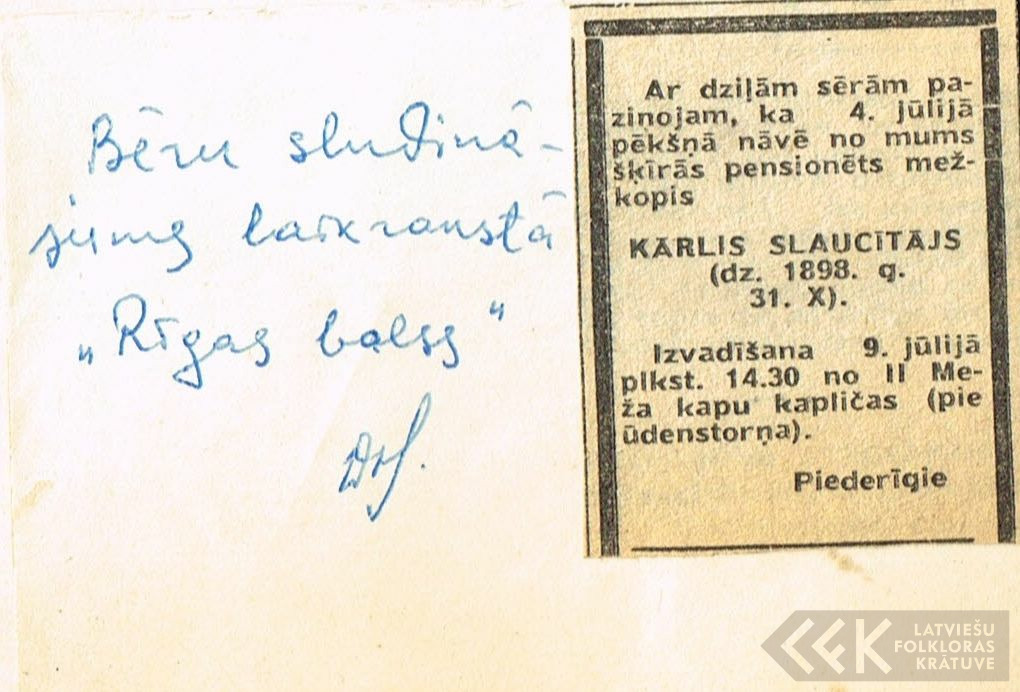 Bēru sludinā-
jums laikrakstā
„Rīgas balss"
Ar dziļām sērām pa-
zinojam, ka 4. jūlijā
pēkšņā nāvē no mums
šķīrās pensionēts mež-
kopis
KĀRLIS SLAUCĪTĀJS
(dz. 1898. g.
31. X).
Izvadīšana 9. jūlijā
plkst. 14.30 no II Me-
ža kapu kapličas (pie
ūdenstorņa).
Piederīgie
LATVIEŠU
FOLKLORAS
KRĀTUVE